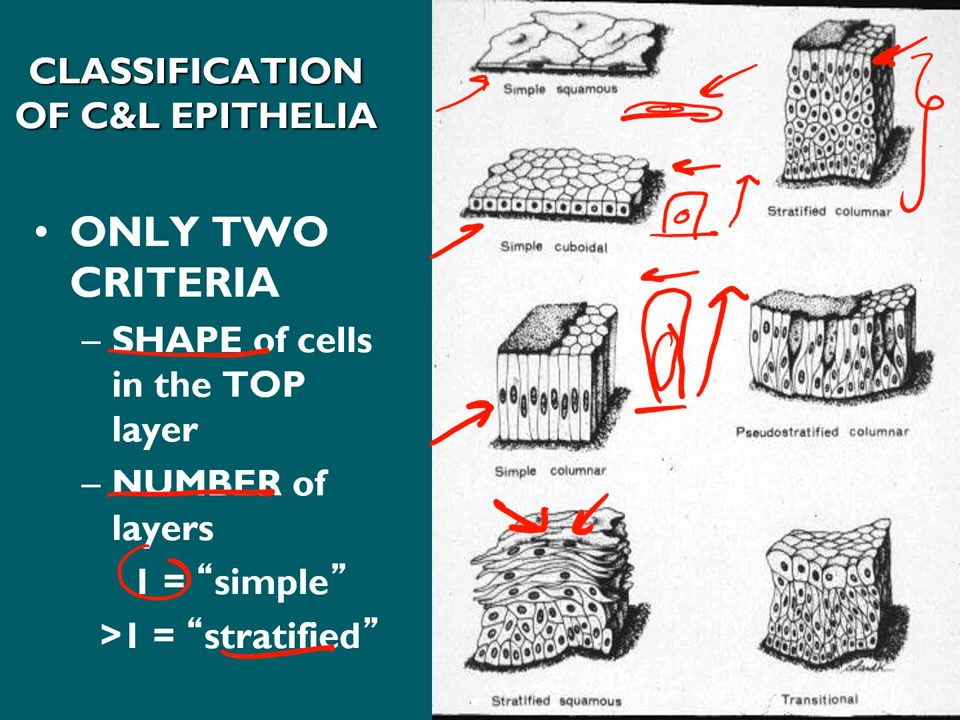 CLASSIFICATION
OF C&L EPITHELIA
• ONLY TWO
CRITERIA
– SHAPE of cells
in the TOP
layer
– NUMBER of
layers
1 = “simple”
>1 = “stratified”
Simple squamous
Stratified columnar
Simple cuboidal
Pseudostratified columnar
Simple columnar
Stratified squamous
Transitional